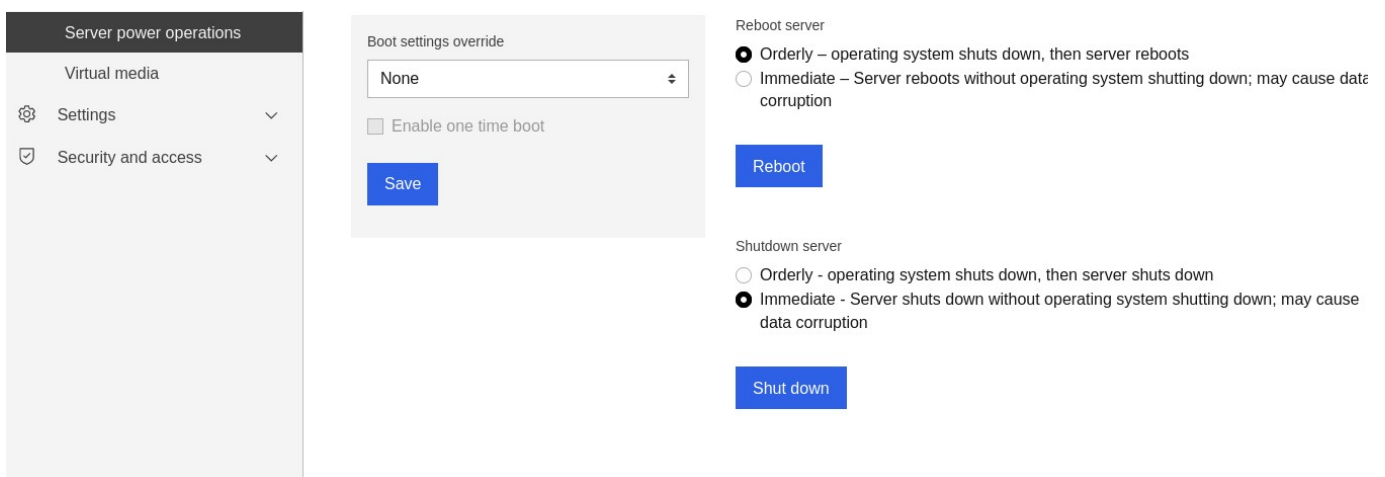 Server power operations
Virtual media
Settings
Security and access
Boot settings override
None
Enable one time boot
Save
Reboot server
Orderly – operating system shuts down, then server reboots
Immediate – Server reboots without operating system shutting down; may cause data
corruption
Reboot
Shutdown server
Orderly - operating system shuts down, then server shuts down
Immediate - Server shuts down without operating system shutting down; may cause
data corruption
Shut down